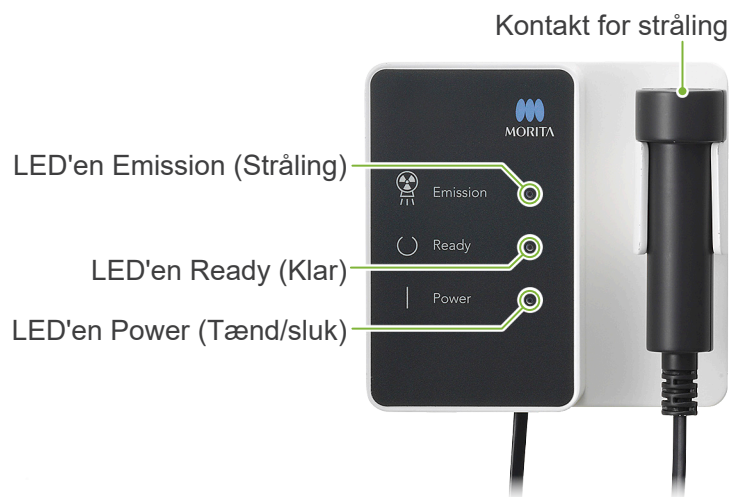 Kontakt for stråling
MORITA
LED'en Emission (Stråling)
Emission
LED'en Ready (Klar)
Ready
LED'en Power (Tænd/sluk)
Power